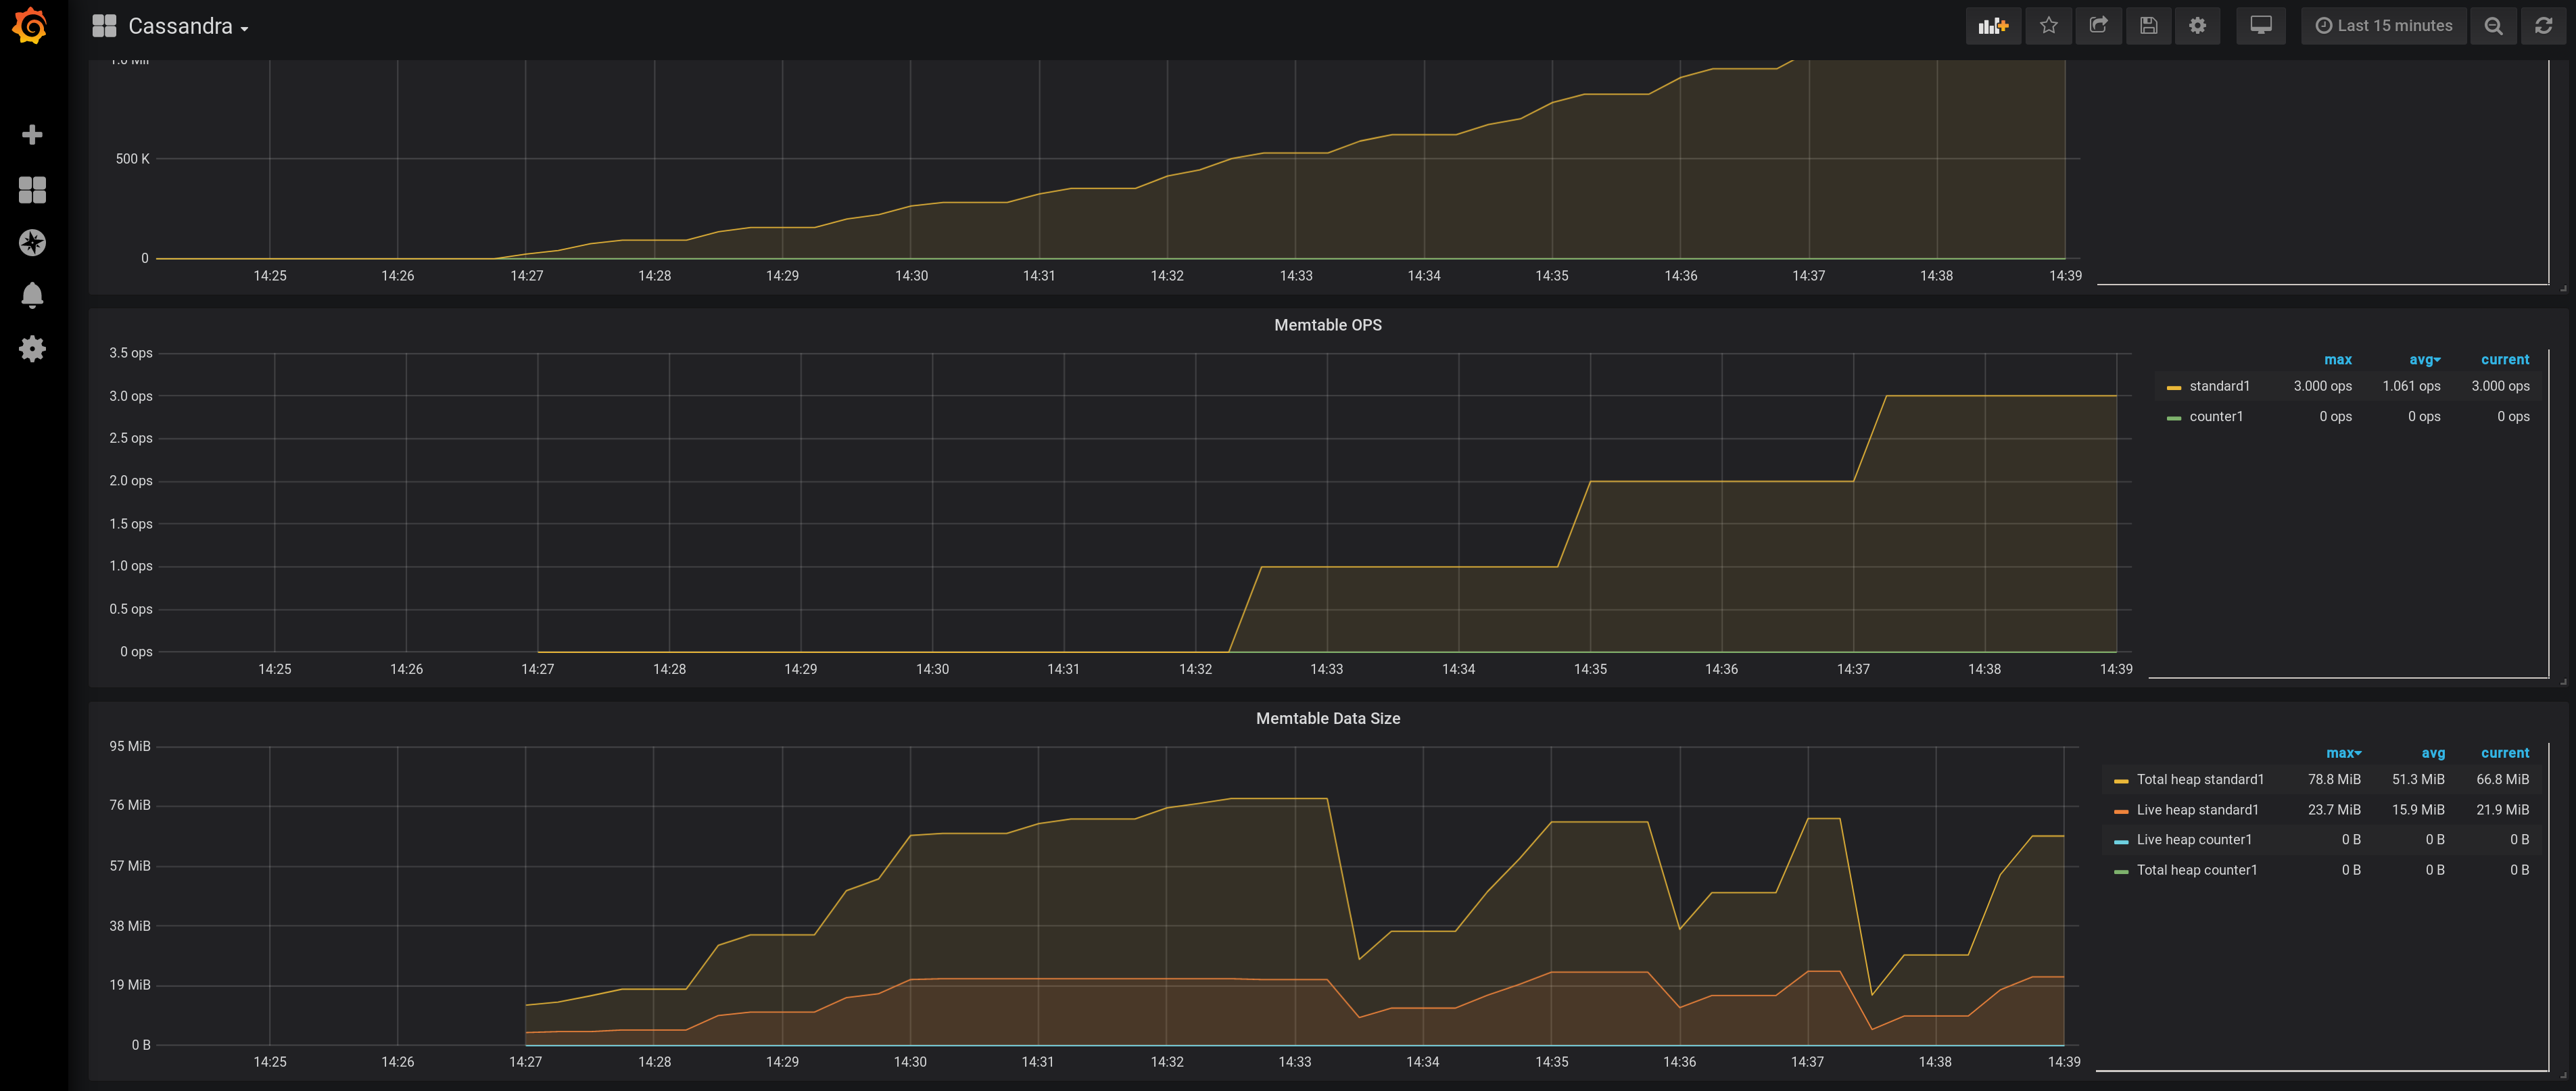 Cassandra
Last 15 minutes
1.0 Mil
500 K
0
14:25 14:26 14:27 14:28 14:29 14:30 14:31 14:32 14:33 14:34 14:35 14:36 14:37 14:38 14:39
Memtable OPS
3.5 ops
3.0 ops
2.5 ops
2.0 ops
1.5 ops
1.0 ops
0.5 ops
0 ops
14:25 14:26 14:27 14:28 14:29 14:30 14:31 14:32 14:33 14:34 14:35 14:36 14:37 14:38 14:39
max avg current
standard1 3.000 ops 1.061 ops 3.000 ops
counter1 0 ops 0 ops 0 ops
Memtable Data Size
95 MiB
76 MiB
57 MiB
38 MiB
19 MiB
0 B
14:25 14:26 14:27 14:28 14:29 14:30 14:31 14:32 14:33 14:34 14:35 14:36 14:37 14:38 14:39
max avg current
Total heap standard1 78.8 MiB 51.3 MiB 66.8 MiB
Live heap standard1 23.7 MiB 15.9 MiB 21.9 MiB
Live heap counter1 0 B 0 B 0 B
Total heap counter1 0 B 0 B 0 B